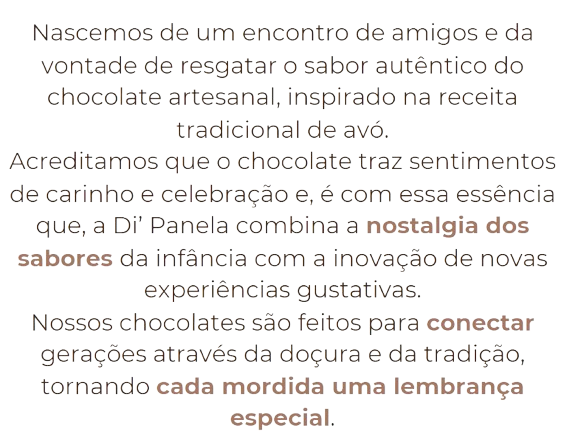 Nascemos de um encontro de amigos e da
vontade de resgatar o sabor autêntico do
chocolate artesanal, inspirado na receita
tradicional de avó.
Acreditamos que o chocolate traz sentimentos
de carinho e celebração e, é com essa essência
que, a Di’ Panela combina a nostalgia dos
sabores da infância com a inovação de novas
experiências gustativas.
Nossos chocolates são feitos para conectar
gerações através da doçura e da tradição,
tornando cada mordida uma lembrança
especial.